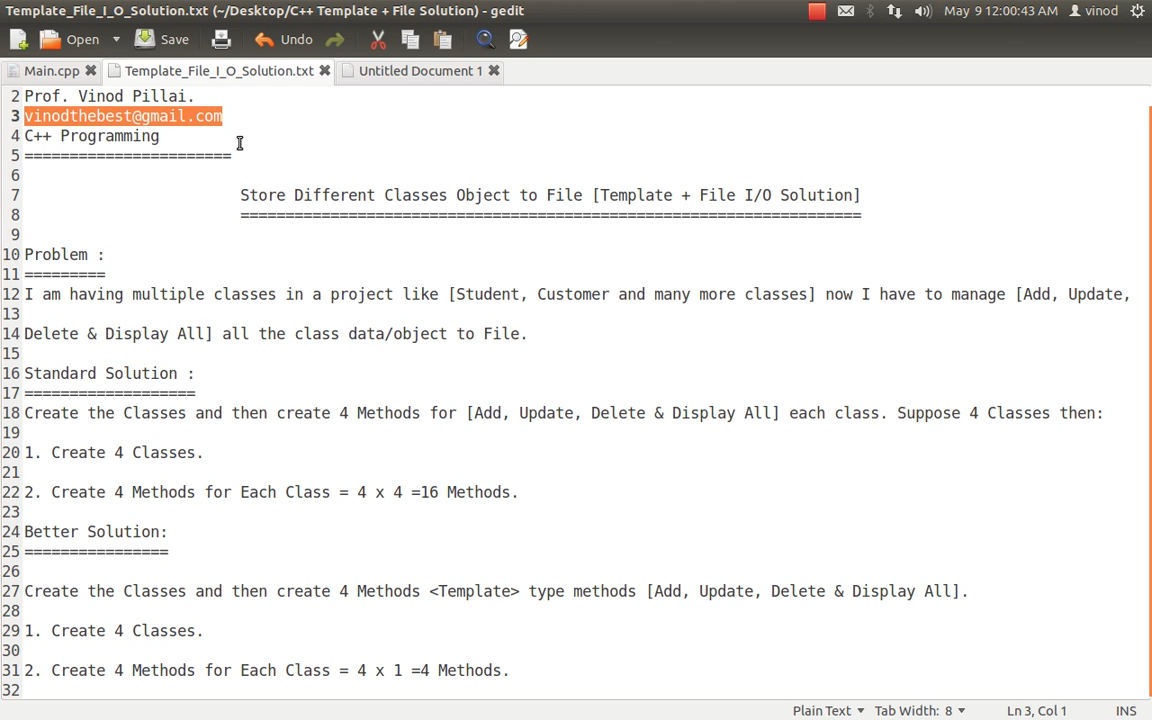 Template_File_I_O_Solution.txt (~/Desktop/C++ Template + File Solution) - gedit
May 9 12:00:43 AM vinod
Open Save Undo
Main.cpp Template_File_I_O_Solution.txt Untitled Document 1
2 Prof. Vinod Pillai.
3 vinodthebest@gmail.com
4 C++ Programming
5 =======================
6
7 Store Different Classes Object to File [Template + File I/O Solution]
8 =====================================================================
9
10 Problem :
11 =========
12 I am having multiple classes in a project like [Student, Customer and many more classes] now I have to manage [Add, Update,
13
14 Delete & Display All] all the class data/object to File.
15
16 Standard Solution :
17 ===================
18 Create the Classes and then create 4 Methods for [Add, Update, Delete & Display All] each class. Suppose 4 Classes then:
19
20 1. Create 4 Classes.
21
22 2. Create 4 Methods for Each Class = 4 x 4 =16 Methods.
23
24 Better Solution:
25 ================
26
27 Create the Classes and then create 4 Methods <Template> type methods [Add, Update, Delete & Display All].
28
29 1. Create 4 Classes.
30
31 2. Create 4 Methods for Each Class = 4 x 1 =4 Methods.
32
Plain Text Tab Width: 8 Ln 3, Col 1 INS